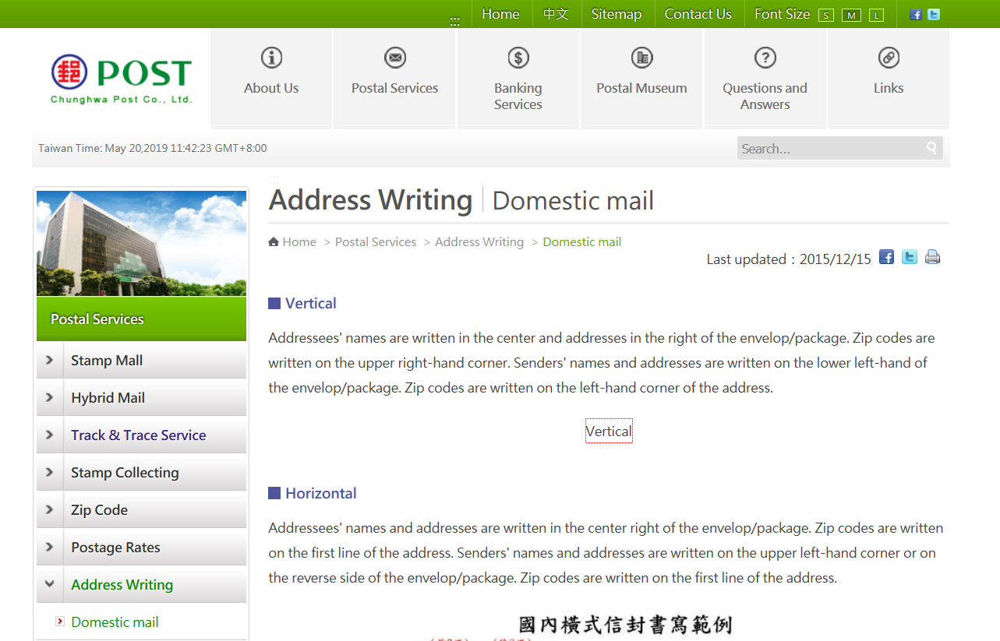 :::
Home
中文
Sitemap
Contact Us
Font Size S M L
郵 POST
Chunghwa Post Co., Ltd.
About Us
Postal Services
Banking
Services
Postal Museum
Questions and
Answers
Links
Taiwan Time: May 20,2019 11:42:23 GMT+8:00
Search...
:::
Address Writing Domestic mail
Home > Postal Services > Address Writing > Domestic mail
Last updated：2015/12/15
Postal Services
Stamp Mall
Hybrid Mail
Track & Trace Service
Stamp Collecting
Zip Code
Postage Rates
Address Writing
Domestic mail
Vertical
Addressees' names are written in the center and addresses in the right of the envelop/package. Zip codes are
written on the upper right-hand corner. Senders' names and addresses are written on the lower left-hand of
the envelop/package. Zip codes are written on the left-hand corner of the address.
Vertical
Horizontal
Addressees' names and addresses are written in the center right of the envelop/package. Zip codes are written
on the first line of the address. Senders' names and addresses are written on the upper left-hand corner or on
the reverse side of the envelop/package. Zip codes are written on the first line of the address.
國內橫式信封書寫範例